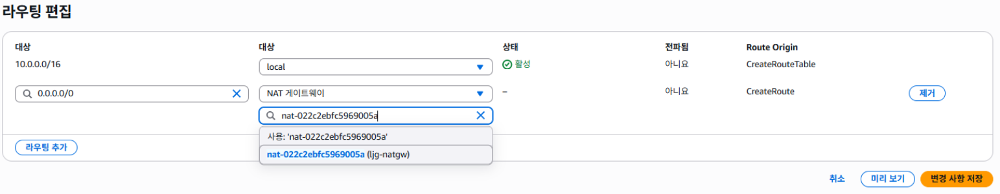 라우팅 편집
대상 대상 상태 전파됨 Route Origin
10.0.0.0/16 local 활성 아니요 CreateRouteTable
0.0.0.0/0 NAT 게이트웨이 – 아니요 CreateRoute 제거
nat-022c2ebfc5969005a
사용: 'nat-022c2ebfc5969005a'
라우팅 추가
nat-022c2ebfc5969005a (ljg-natgw)
취소 미리 보기 변경 사항 저장